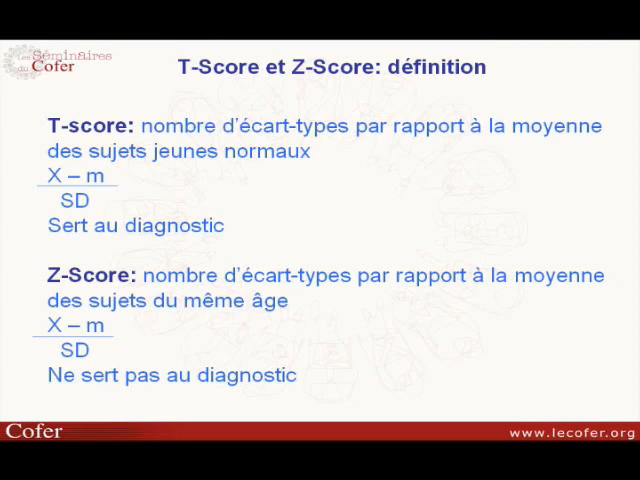 Les Séminaires
du Cofer
T-Score et Z-Score: définition
T-score: nombre d'écart-types par rapport à la moyenne
des sujets jeunes normaux
X – m
SD
Sert au diagnostic
Z-Score: nombre d'écart-types par rapport à la moyenne
des sujets du même âge
X – m
SD
Ne sert pas au diagnostic
Cofer
www.lecofer.org